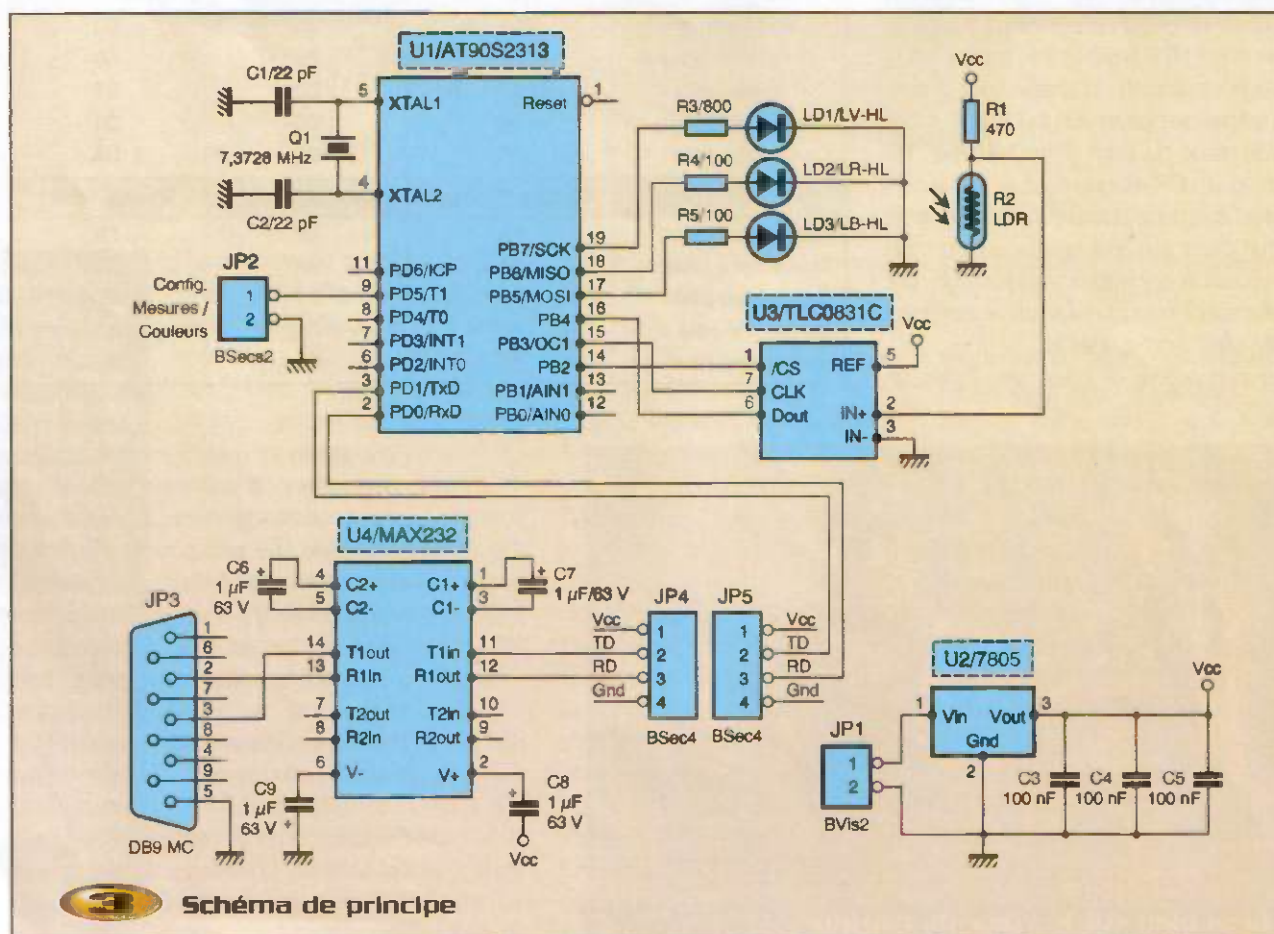 U1/AT90S2313
C1/22 pF
5
XTAL1
Reset
1
Q1
7,3728 MHz
4
XTAL2
C2/22 pF
R3/800
LD1/LV-HL
R4/100
LD2/LR-HL
R5/100
LD3/LB-HL
Vcc
R1
470
R2
LDR
JP2
Config.
Mesures /
Couleurs
1
2
BSecs2
11
PD6/ICP
9
PD5/T1
8
PD4/T0
7
PD3/INT1
6
PD2/INT0
3
PD1/TxD
2
PD0/RxD
PB7/SCK
19
PB6/MISO
18
PB5/MOSI
17
PB4
16
PB3/OC1
15
PB2
14
PB1/AIN1
13
PB0/AIN0
12
U3/TLC0831C
Vcc
1
/CS
REF
5
7
CLK
6
Dout
IN+
2
IN-
3
U4/MAX232
C6
1 µF
63 V
4
C2+
5
C2-
C1+
1
C1-
3
C7
1 µF/63 V
JP3
1
6
2
7
3
8
4
9
5
DB9 MC
14
T1out
13
R1In
7
T2out
8
R2In
6
V-
T1in
11
R1out
12
T2In
10
R2out
9
V+
2
C9
1 µF
63 V
C8
1 µF
63 V
Vcc
JP4
Vcc
1
TD
2
RD
3
Gnd
4
BSec4
JP5
1
Vcc
2
TD
3
RD
4
Gnd
BSec4
U2/7805
JP1
1
2
BVis2
1
Vin
Vout
3
Gnd
2
Vcc
C3
100 nF
C4
100 nF
C5
100 nF
3 Schéma de principe